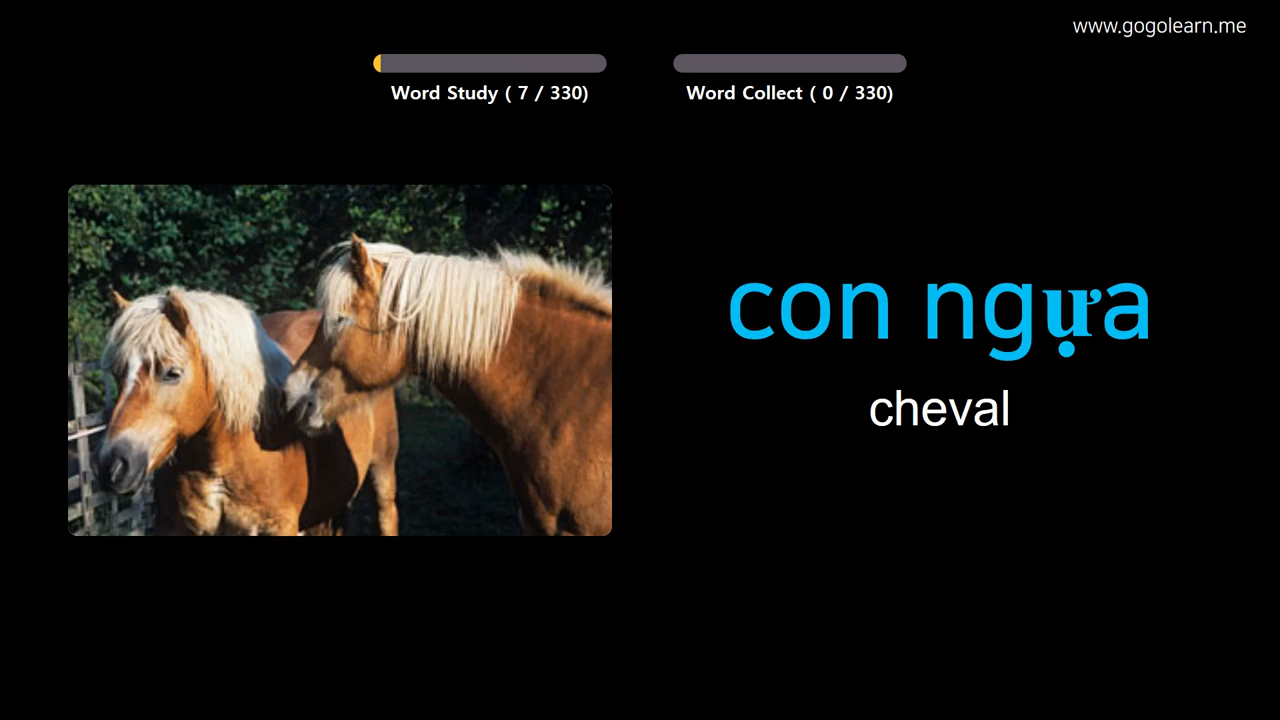 www.gogolearn.me
Word Study ( 7 / 330)
Word Collect ( 0 / 330)
con ngựa
cheval